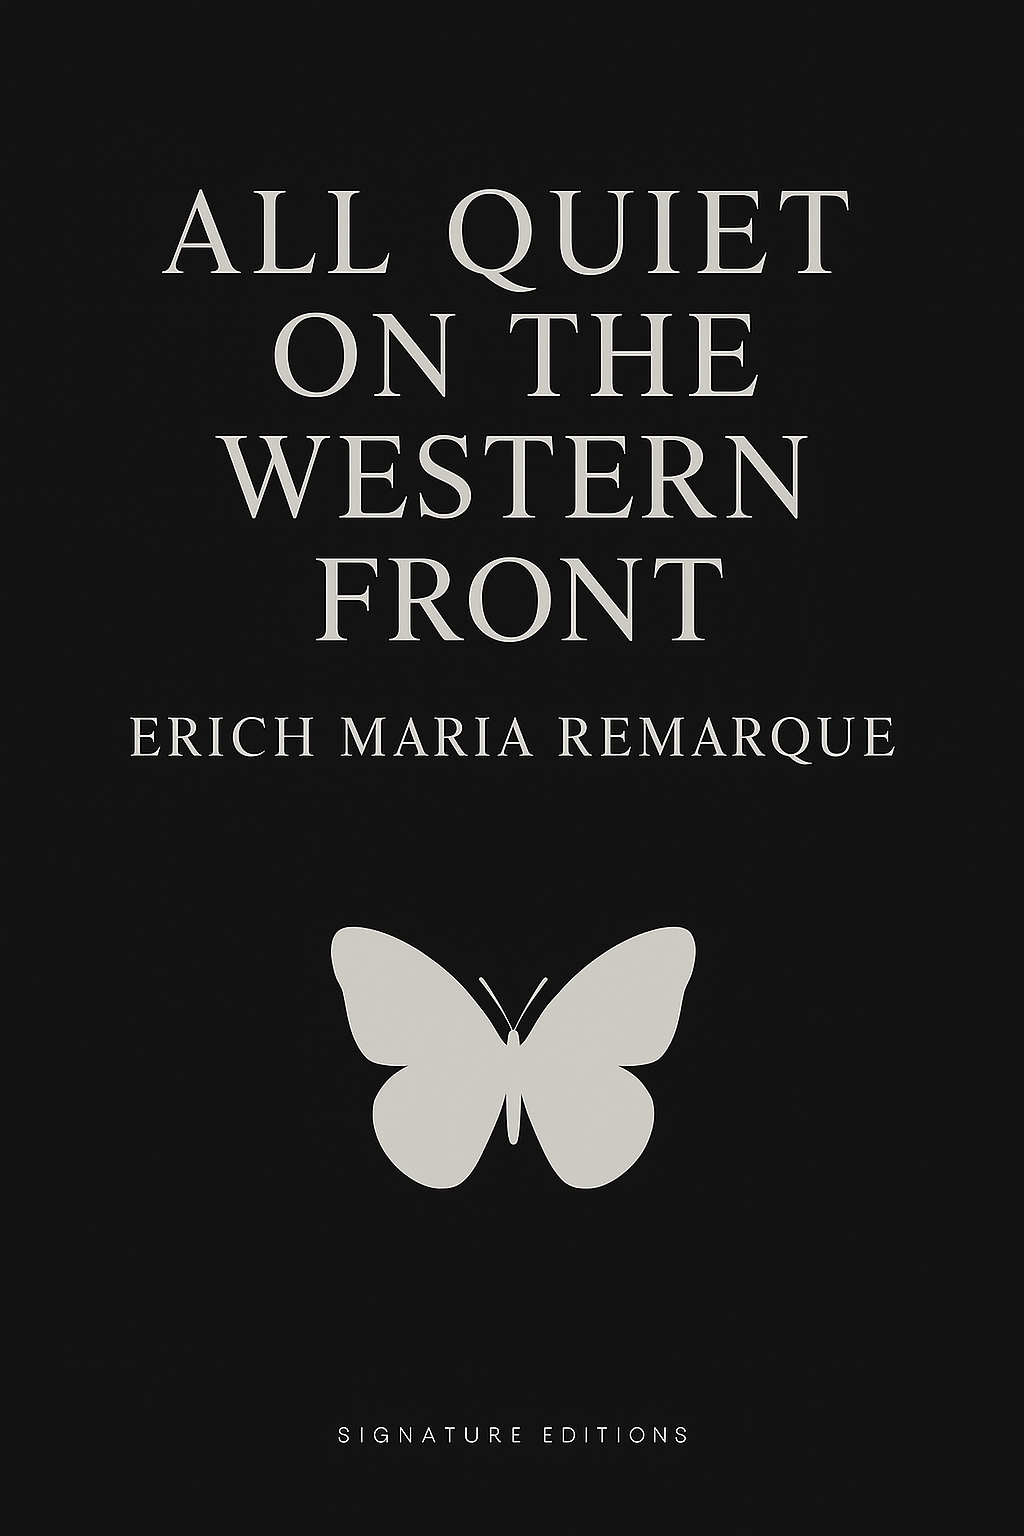 ALL QUIET
ON THE
WESTERN
FRONT
ERICH MARIA REMARQUE
SIGNATURE EDITIONS